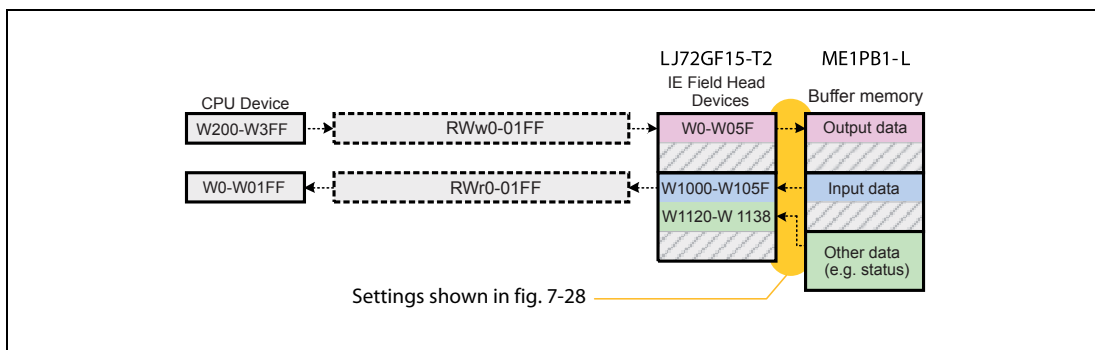 LJ72GF15-T2
ME1PB1-L
IE Field Head
Devices
Buffer memory
CPU Device
W200-W3FF
RWw0-01FF
W0-W05F
Output data
W0-W01FF
RWr0-01FF
W1000-W105F
Input data
W1120-W 1138
Other data
(e.g. status)
Settings shown in fig. 7-28